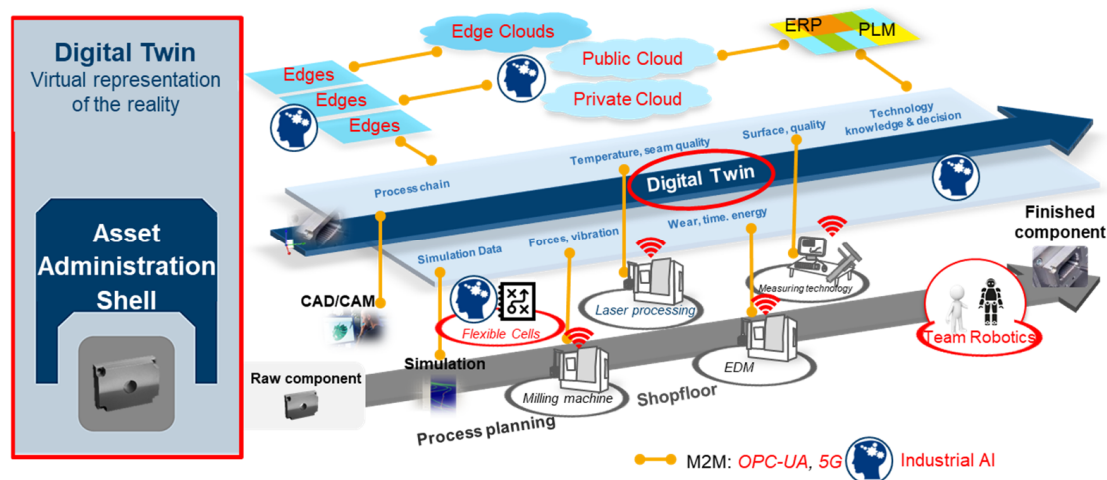 Digital Twin
Virtual representation
of the reality
Asset
Administration
Shell
Edge Clouds
Edges
Edges
Edges
Public Cloud
Private Cloud
ERP
PLM
Technology
knowledge & decision
Surface, quality
Temperature, seam quality
Process chain
Digital Twin
Wear, time. energy
Forces, vibration
Simulation Data
Finished
component
CAD/CAM
Flexible Cells
Laser processing
Measuring technology
Team Robotics
Simulation
Raw component
Milling machine
EDM
Shopfloor
Process planning
M2M: OPC-UA, 5G
Industrial AI